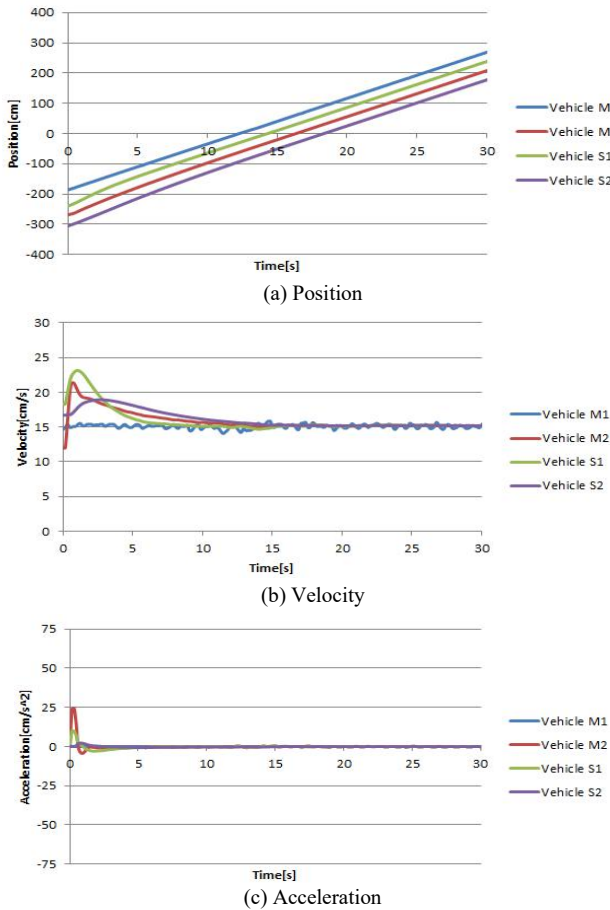 400
300
200
100
0
-100
-200
-300
-400
0 5 10 15 20 25 30
Position[cm]
Time[s]
Vehicle M
Vehicle M
Vehicle S1
Vehicle S2
(a) Position
30
25
20
15
10
5
0
0 5 10 15 20 25 30
Velocity[cm/s]
Time[s]
Vehicle M1
Vehicle M2
Vehicle S1
Vehicle S2
(b) Velocity
75
50
25
0
-25
-50
-75
0 5 10 15 20 25 30
Acceleration[cm/s^2]
Time[s]
Vehicle M1
Vehicle M2
Vehicle S1
Vehicle S2
(c) Acceleration